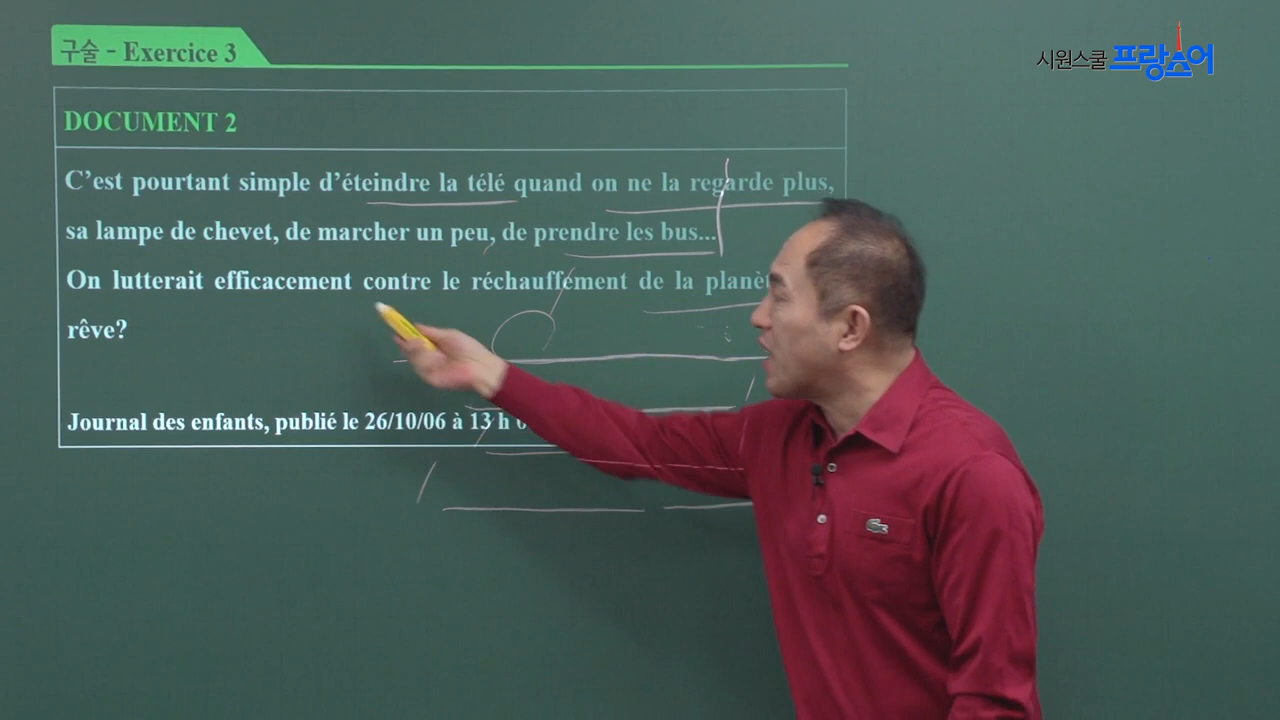 구술 - Exercice 3
시원스쿨 프랑스어
DOCUMENT 2
C’est pourtant simple d’éteindre la télé quand on ne la regarde plus,
sa lampe de chevet, de marcher un peu, de prendre les bus...
On lutterait efficacement contre le réchauffement de la
rêve?
Journal des enfants, publié le 26/10/06 à 13 h